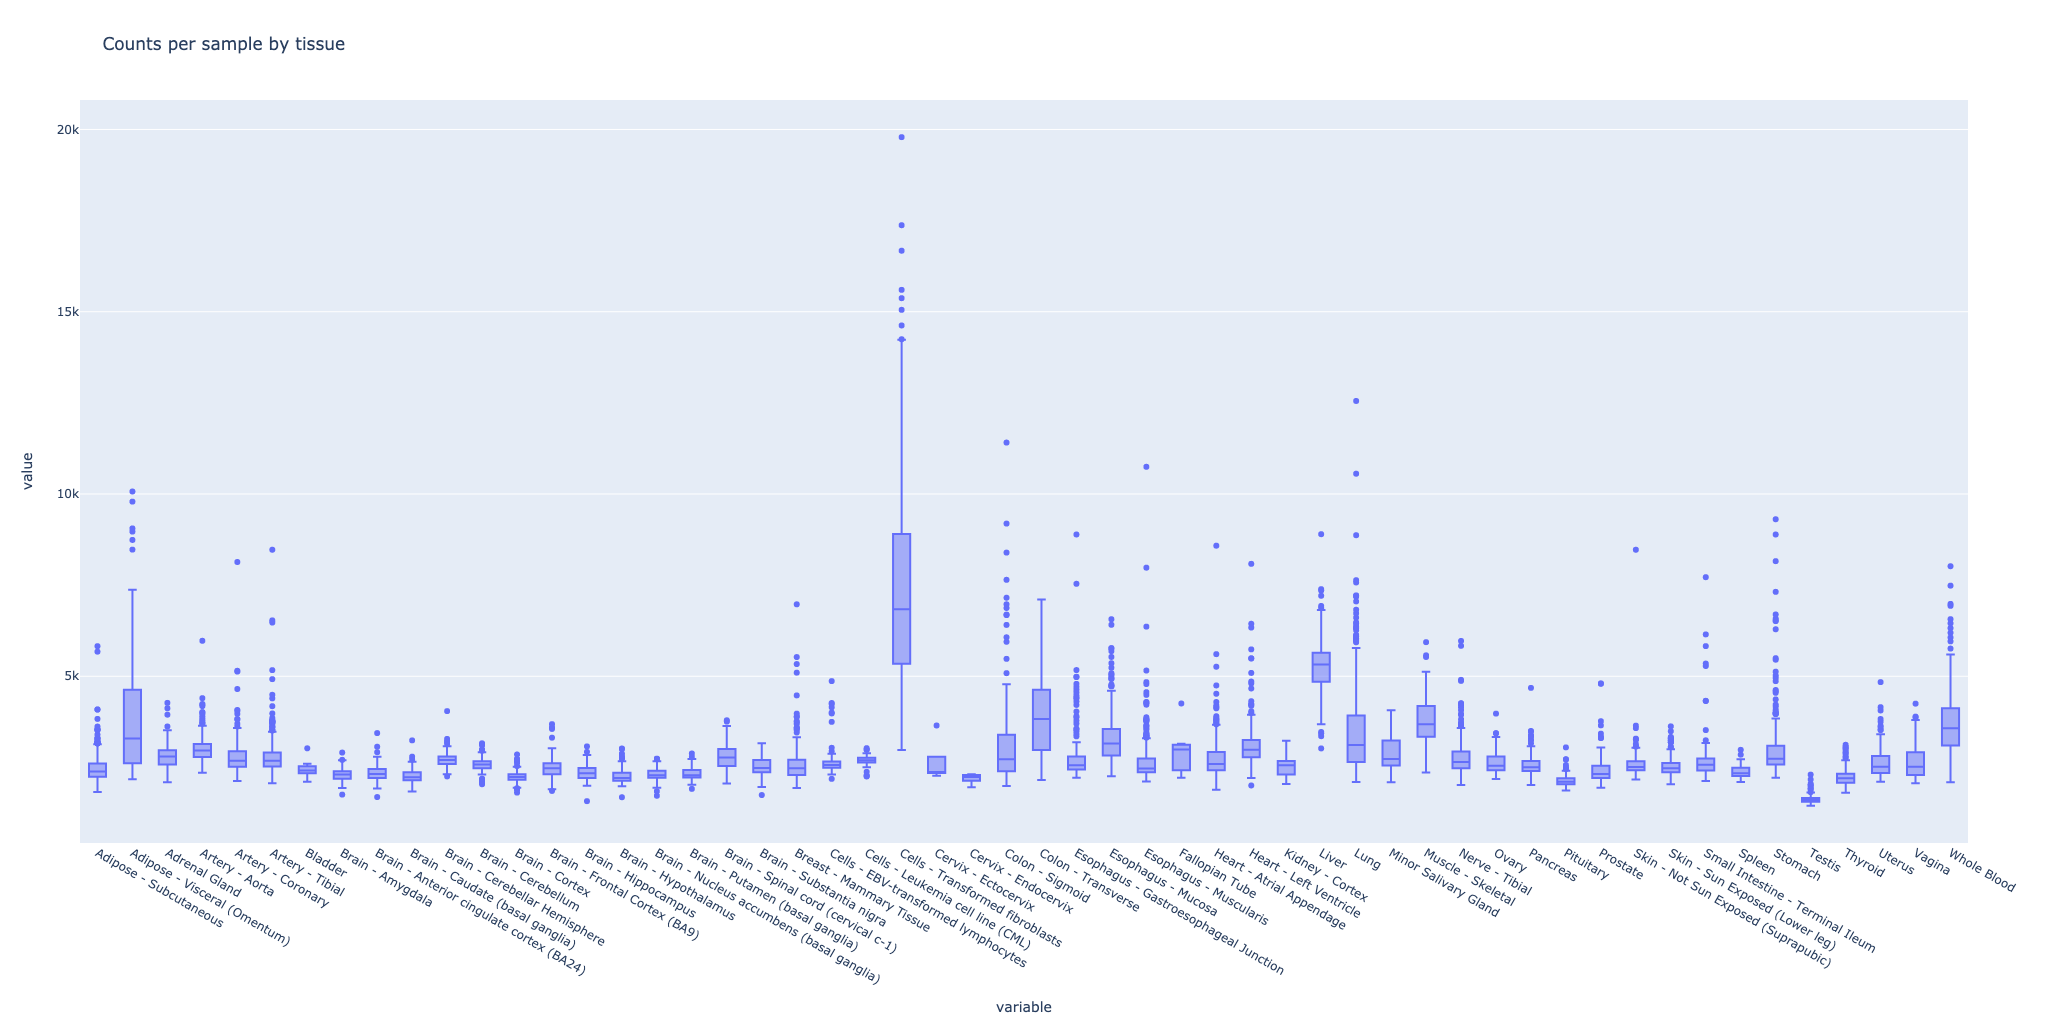 Counts per sample by tissue
20k
15k
10k
5k
value
Adipose - Subcutaneous
Adipose - Visceral (Omentum)
Adrenal Gland
Artery - Aorta
Artery - Coronary
Artery - Tibial
Bladder
Brain - Amygdala
Brain - Anterior cingulate cortex (BA24)
Brain - Caudate (basal ganglia)
Brain - Cerebellar Hemisphere
Brain - Cerebellum
Brain - Cortex
Brain - Frontal Cortex (BA9)
Brain - Hippocampus
Brain - Hypothalamus
Brain - Nucleus accumbens (basal ganglia)
Brain - Putamen (basal ganglia)
Brain - Spinal cord (cervical c-1)
Brain - Substantia nigra
Breast - Mammary Tissue
Cells - EBV-transformed lymphocytes
Cells - Leukemia cell line (CML)
Cells - Transformed fibroblasts
Cervix - Ectocervix
Cervix - Endocervix
Colon - Sigmoid
Colon - Transverse
Esophagus - Gastroesophageal Junction
Esophagus - Mucosa
Esophagus - Muscularis
Fallopian Tube
Heart - Atrial Appendage
Heart - Left Ventricle
Kidney - Cortex
Liver
Lung
Minor Salivary Gland
Muscle - Skeletal
Nerve - Tibial
Ovary
Pancreas
Pituitary
Prostate
Skin - Not Sun Exposed (Suprapubic)
Skin - Sun Exposed (Lower leg)
Small Intestine - Terminal Ileum
Spleen
Stomach
Testis
Thyroid
Uterus
Vagina
Whole Blood
variable